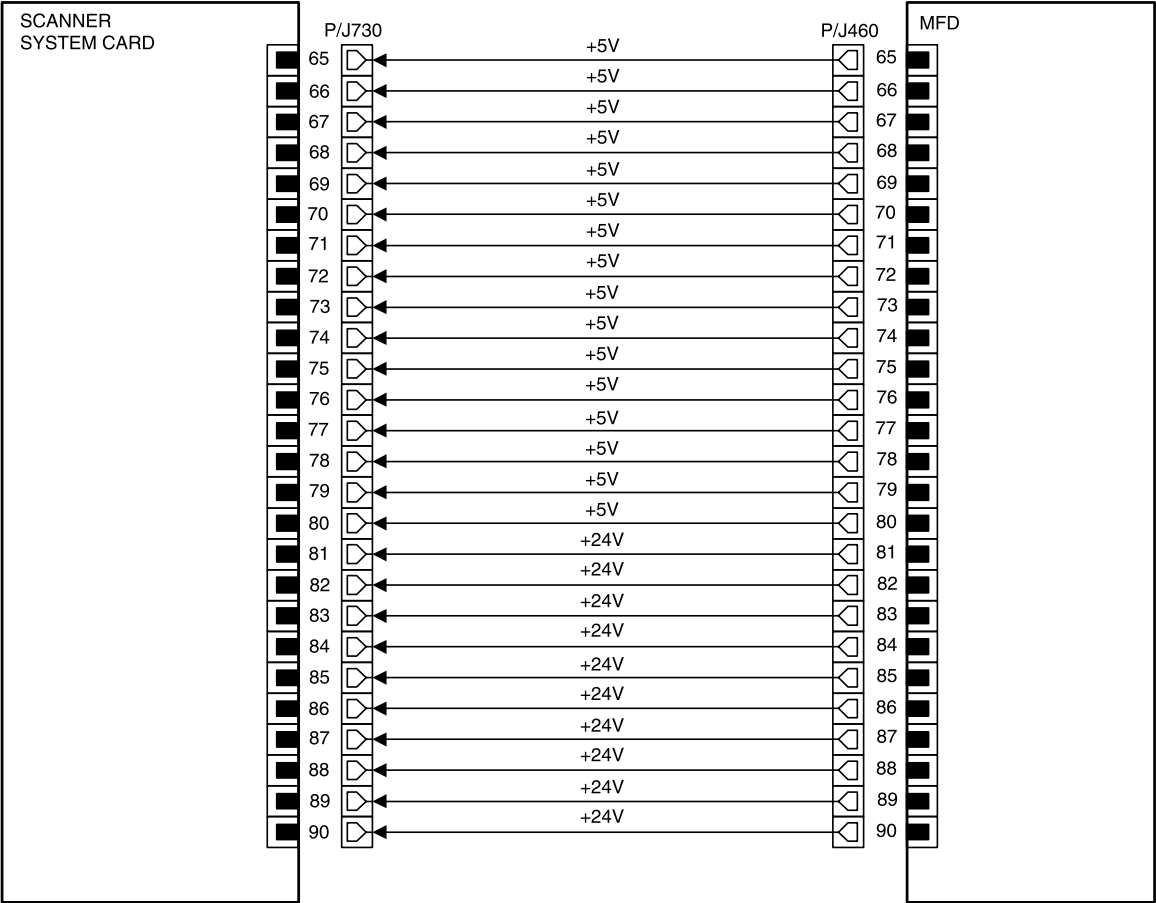 SCANNER
SYSTEM CARD
P/J730
P/J460
MFD
65 +5V 65
66 +5V 66
67 +5V 67
68 +5V 68
69 +5V 69
70 +5V 70
71 +5V 71
72 +5V 72
73 +5V 73
74 +5V 74
75 +5V 75
76 +5V 76
77 +5V 77
78 +5V 78
79 +5V 79
80 +5V 80
81 +24V 81
82 +24V 82
83 +24V 83
84 +24V 84
85 +24V 85
86 +24V 86
87 +24V 87
88 +24V 88
89 +24V 89
90 +24V 90